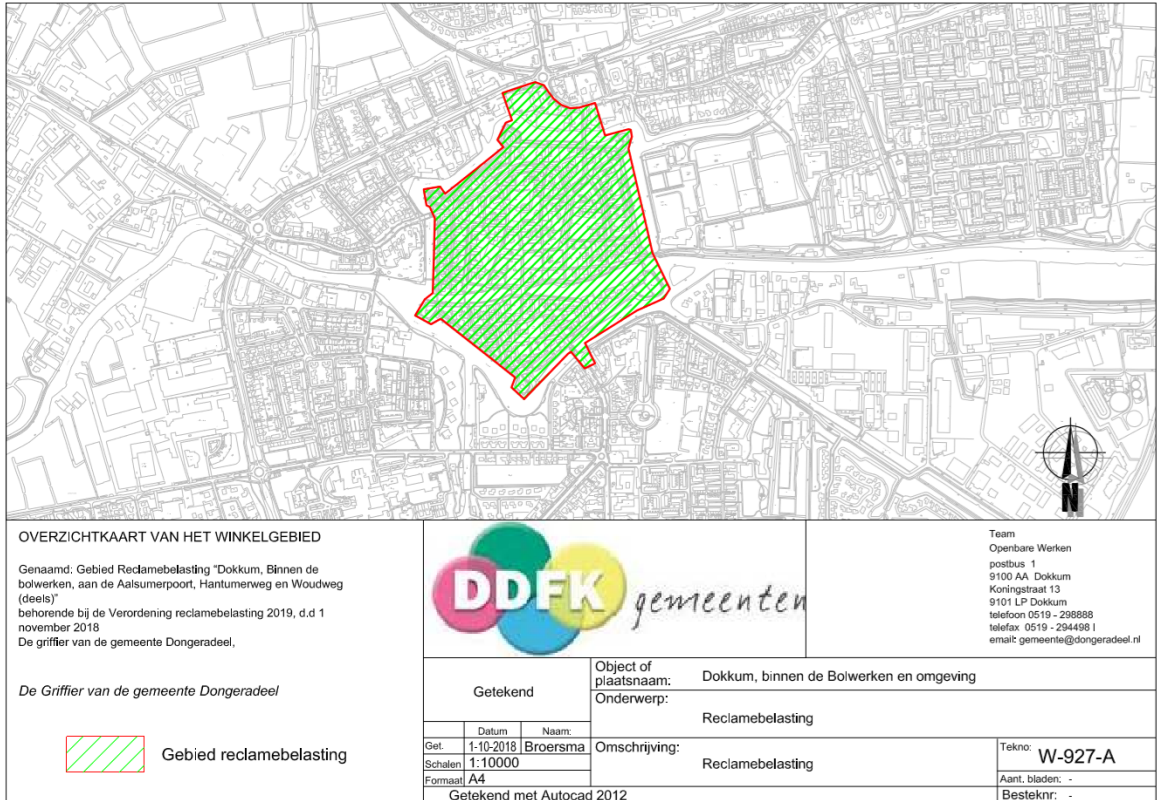 N
OVERZICHTKAART VAN HET WINKELGEBIED
Genaamd: Gebied Reclamebelasting "Dokkum, Binnen de
bolwerken, aan de Aalsumerpoort, Hantumerweg en Woudweg
(deels)"
behorende bij de Verordening reclamebelasting 2019, d.d 1
november 2018
De griffier van de gemeente Dongeradeel,
De Griffier van de gemeente Dongeradeel
Gebied reclamebelasting
DDFK gemeenten
Team
Openbare Werken
postbus 1
9100 AA Dokkum
Koningstraat 13
9101 LP Dokkum
telefoon 0519 - 298888
telefax 0519 - 294498 I
email: gemeente@dongeradeel.nl
Getekend
Object of
plaatsnaam: Dokkum, binnen de Bolwerken en omgeving
Onderwerp:
Reclamebelasting
Datum Naam:
Get. 1-10-2018 Broersma
Schalen 1:10000
Formaat A4
Omschrijving:
Reclamebelasting
Tekno: W-927-A
Aant. bladen: -
Getekend met Autocad 2012
Besteknr: -